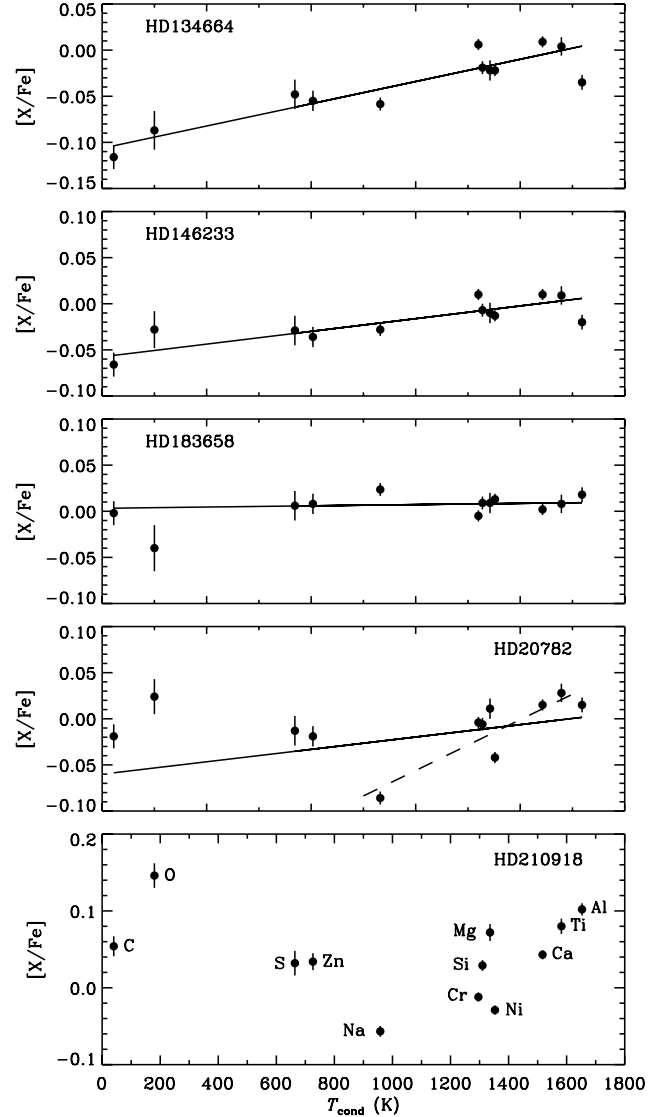 HD134664
[X/Fe]
0.05
0.00
−0.05
−0.10
−0.15
HD146233
[X/Fe]
0.10
0.05
0.00
−0.05
−0.10
HD183658
[X/Fe]
0.10
0.05
0.00
−0.05
−0.10
HD20782
[X/Fe]
0.10
0.05
0.00
−0.05
−0.10
HD210918
[X/Fe]
0.2
0.1
0.0
−0.1
O
C
S
Zn
Na
Mg
Si
Cr
Ni
Ca
Ti
Al
0 200 400 600 800 1000 1200 1400 1600 1800
Tcond (K)